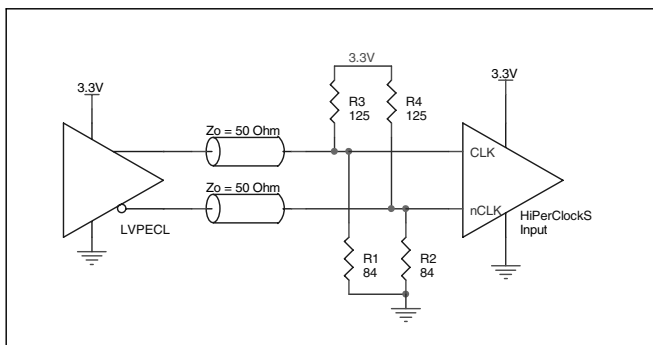 3.3V
3.3V
3.3V
R3
125
R4
125
Zo = 50 Ohm
CLK
Zo = 50 Ohm
nCLK
HiPerClockS
Input
LVPECL
R1
84
R2
84